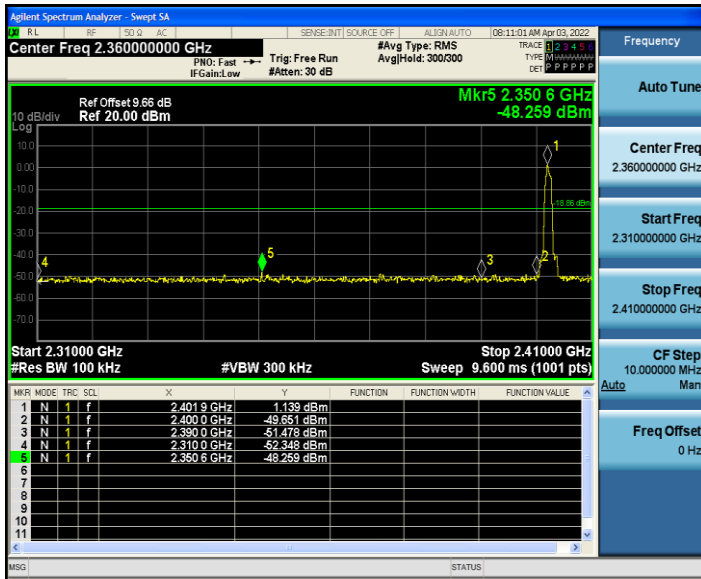 Agilent Spectrum Analyzer - Swept SA
RL RF 50 Ω AC SENSE:INT SOURCE OFF ALIGN AUTO 08:11:01 AM Apr 03, 2022
Center Freq 2.360000000 GHz
PNO: Fast
IFGain:Low
Trig: Free Run
#Atten: 30 dB
#Avg Type: RMS
Avg|Hold: 300/300
TRACE 1 2 3 4 5 6
TYPE M
DET P P P P P P
Frequency
Auto Tune
Center Freq
2.360000000 GHz
Start Freq
2.310000000 GHz
Stop Freq
2.410000000 GHz
CF Step
10.000000 MHz
Auto Man
Freq Offset
0 Hz
Mkr5 2.350 6 GHz
-48.259 dBm
Ref Offset 9.66 dB
10 dB/div Ref 20.00 dBm
Log
10.0
0.00
-10.0
-20.0
-30.0
-40.0
-50.0
-60.0
-70.0
1
-18.86 dBm
4
5
3
2
Start 2.31000 GHz Stop 2.41000 GHz
#Res BW 100 kHz #VBW 300 kHz Sweep 9.600 ms (1001 pts)
MKR MODE TRC SCL X Y FUNCTION FUNCTION WIDTH FUNCTION VALUE
1 N 1 f 2.401 9 GHz 1.139 dBm
2 N 1 f 2.400 0 GHz -49.651 dBm
3 N 1 f 2.390 0 GHz -51.478 dBm
4 N 1 f 2.310 0 GHz -52.348 dBm
5 N 1 f 2.350 6 GHz -48.259 dBm
6
7
8
9
10
11
MSG STATUS